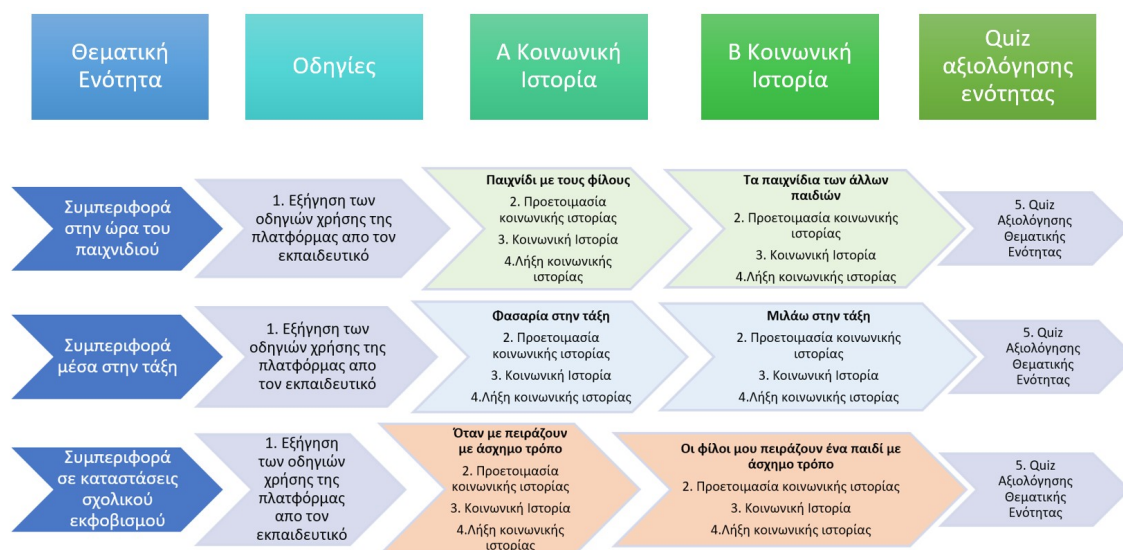 Θεματική
Ενότητα
Οδηγίες
Α Κοινωνική
Ιστορία
Β Κοινωνική
Ιστορία
Quiz
αξιολόγησης
ενότητας
Συμπεριφορά
στην ώρα του
παιχνιδιού
1. Εξήγηση των
οδηγιών χρήσης της
πλατφόρμας απο τον
εκπαιδευτικό
Παιχνίδι με τους φίλους
2. Προετοιμασία
κοινωνικής ιστορίας
3. Κοινωνική Ιστορία
4.Λήξη κοινωνικής
ιστορίας
Τα παιχνίδια των άλλων
παιδιών
2. Προετοιμασία κοινωνικής
ιστορίας
3. Κοινωνική Ιστορία
4.Λήξη κοινωνικής ιστορίας
5. Quiz
Αξιολόγησης
Θεματικής
Ενότητας
Συμπεριφορά
μέσα στην τάξη
1. Εξήγηση των
οδηγιών χρήσης της
πλατφόρμας απο
τον εκπαιδευτικό
Φασαρία στην τάξη
2. Προετοιμασία
κοινωνικής ιστορίας
3. Κοινωνική Ιστορία
4.Λήξη κοινωνικής ιστορίας
Μιλάω στην τάξη
2. Προετοιμασία κοινωνικής
ιστορίας
3. Κοινωνική Ιστορία
4.Λήξη κοινωνικής ιστορίας
5. Quiz
Αξιολόγησης
Θεματικής
Ενότητας
Συμπεριφορά
σε καταστάσεις
σχολικού
εκφοβισμού
1. Εξήγηση
των οδηγιών
χρήσης της
πλατφόρμας
απο τον
εκπαιδευτικό
Όταν με πειράζουν
με άσχημο τρόπο
2. Προετοιμασία
κοινωνικής ιστορίας
3. Κοινωνική Ιστορία
4.Λήξη κοινωνικής
ιστορίας
Οι φίλοι μου πειράζουν ένα παιδί με
άσχημο τρόπο
2. Προετοιμασία κοινωνικής ιστορίας
3. Κοινωνική Ιστορία
4.Λήξη κοινωνικής ιστορίας
5. Quiz
Αξιολόγησης
Θεματικής
Ενότητας